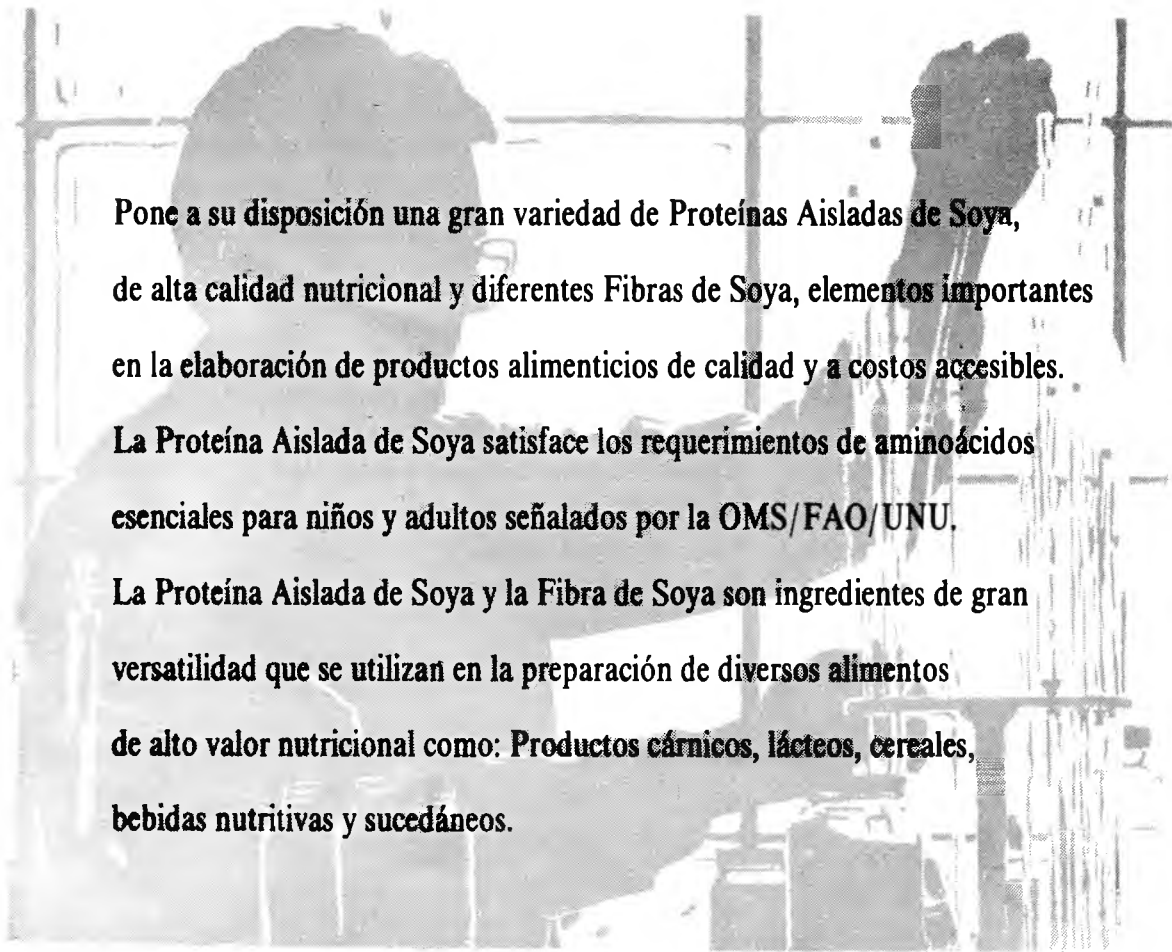 Pone a su disposición una gran variedad de Proteínas Aisladas de Soya,
de alta calidad nutricional y diferentes Fibras de Soya, elementos importantes
en la elaboración de productos alimenticios de calidad y a costos accesibles.
La Proteína Aislada de Soya satisface los requerimientos de aminoácidos
esenciales para niños y adultos señalados por la OMS/FAO/UNU.
La Proteína Aislada de Soya y la Fibra de Soya son ingredientes de gran
versatilidad que se utilizan en la preparación de diversos alimentos
de alto valor nutricional como: Productos cárnicos, lácteos, cereales,
bebidas nutritivas y sucedáneos.